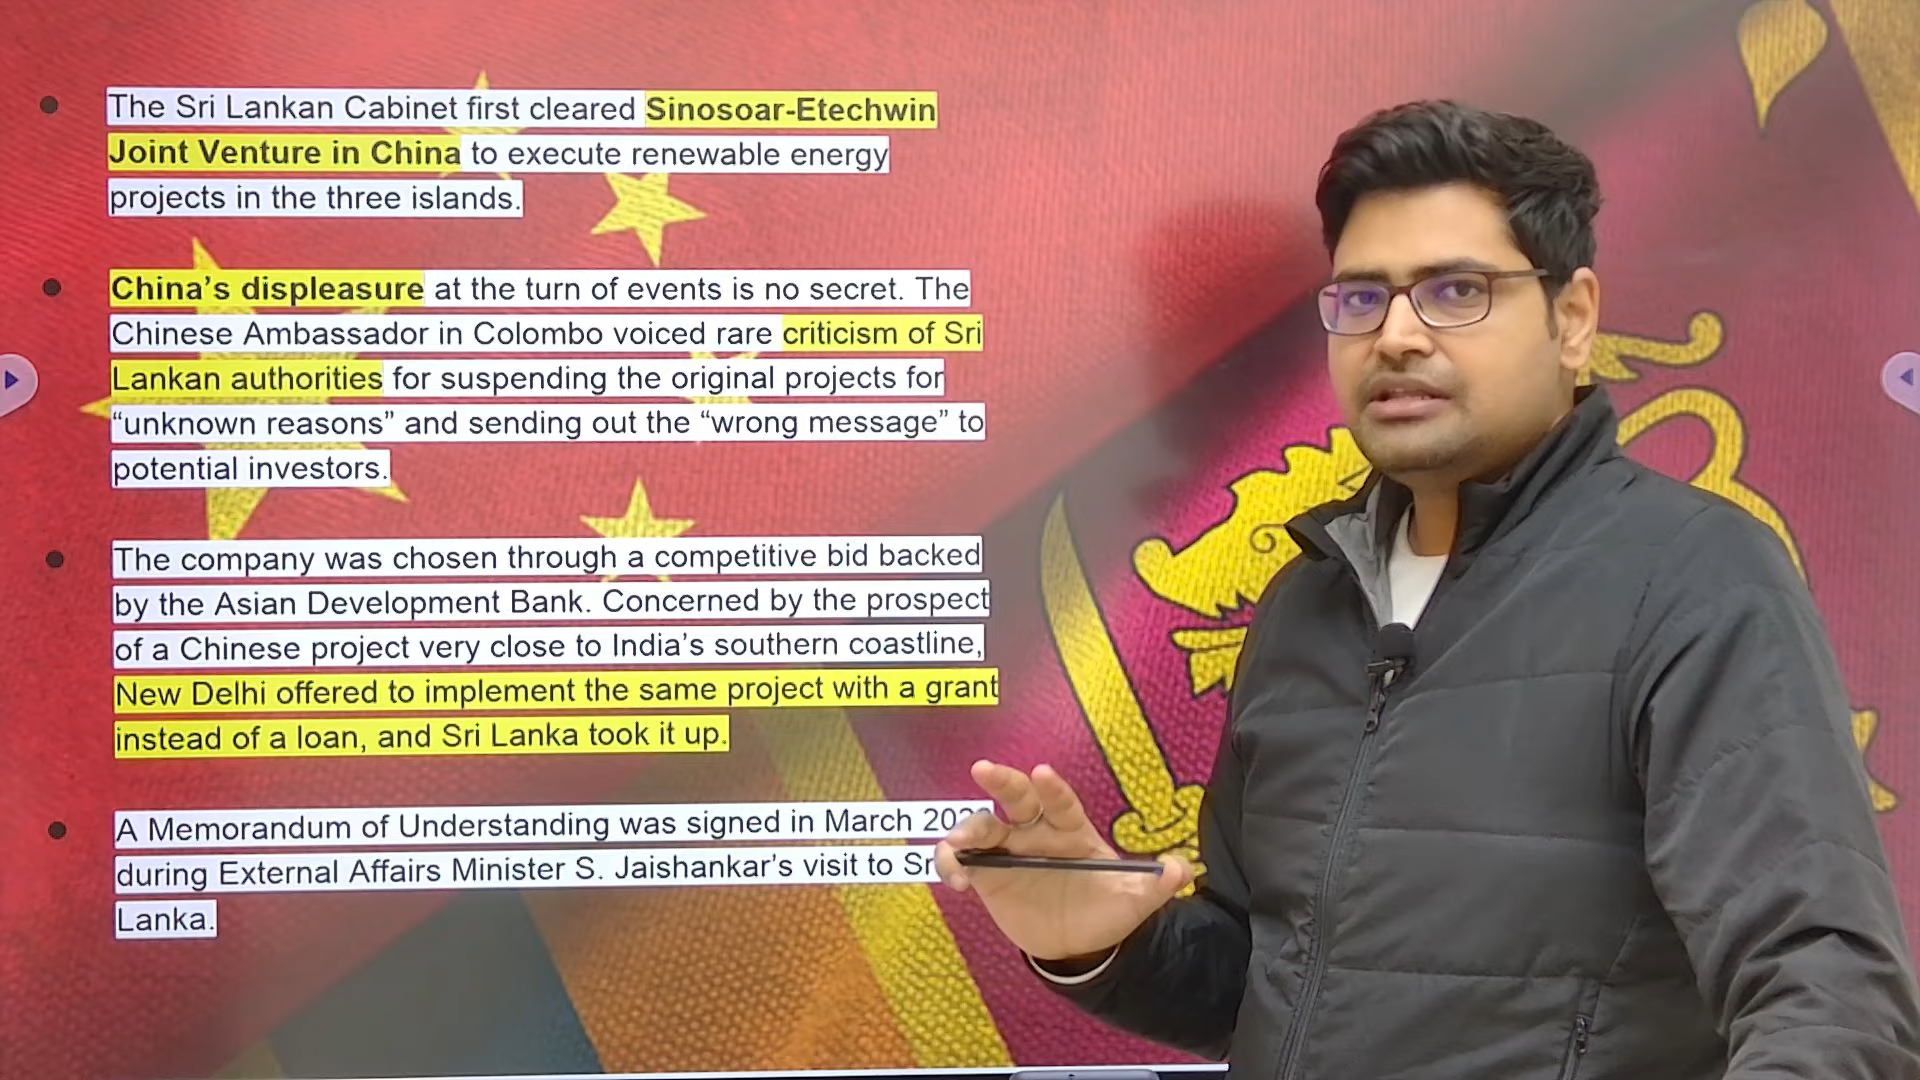 The Sri Lankan Cabinet first cleared Sinosoar-Etechwin
Joint Venture in China to execute renewable energy
projects in the three islands.
China's displeasure at the turn of events is no secret. The
Chinese Ambassador in Colombo voiced rare criticism of Sri
Lankan authorities for suspending the original projects for
“unknown reasons” and sending out the “wrong message” to
potential investors.
The company was chosen through a competitive bid backed
by the Asian Development Bank. Concerned by the prospect
of a Chinese project very close to India's southern coastline,
New Delhi offered to implement the same project with a grant
instead of a loan, and Sri Lanka took it up.
A Memorandum of Understanding was signed in March
during External Affairs Minister S. Jaishankar's visit to
Lanka.